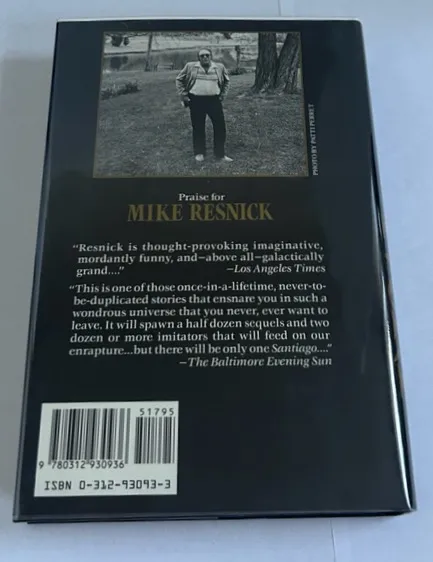 PHOTO BY PATTI PERRET
Praise for
MIKE RESNICK
“Resnick is thought-provoking imaginative,
mordantly funny, and—above all—galactically
grand....”
—Los Angeles Times
“This is one of those once-in-a-lifetime, never-to-
be-duplicated stories that ensnare you in such a
wondrous universe that you never, ever want to
leave. It will spawn a half dozen sequels and two
dozen or more imitators that will feed on our
enrapture...but there will be only one Santiago....”
—The Baltimore Evening Sun
51795
9 780312 930936
ISBN 0-312-93093-3